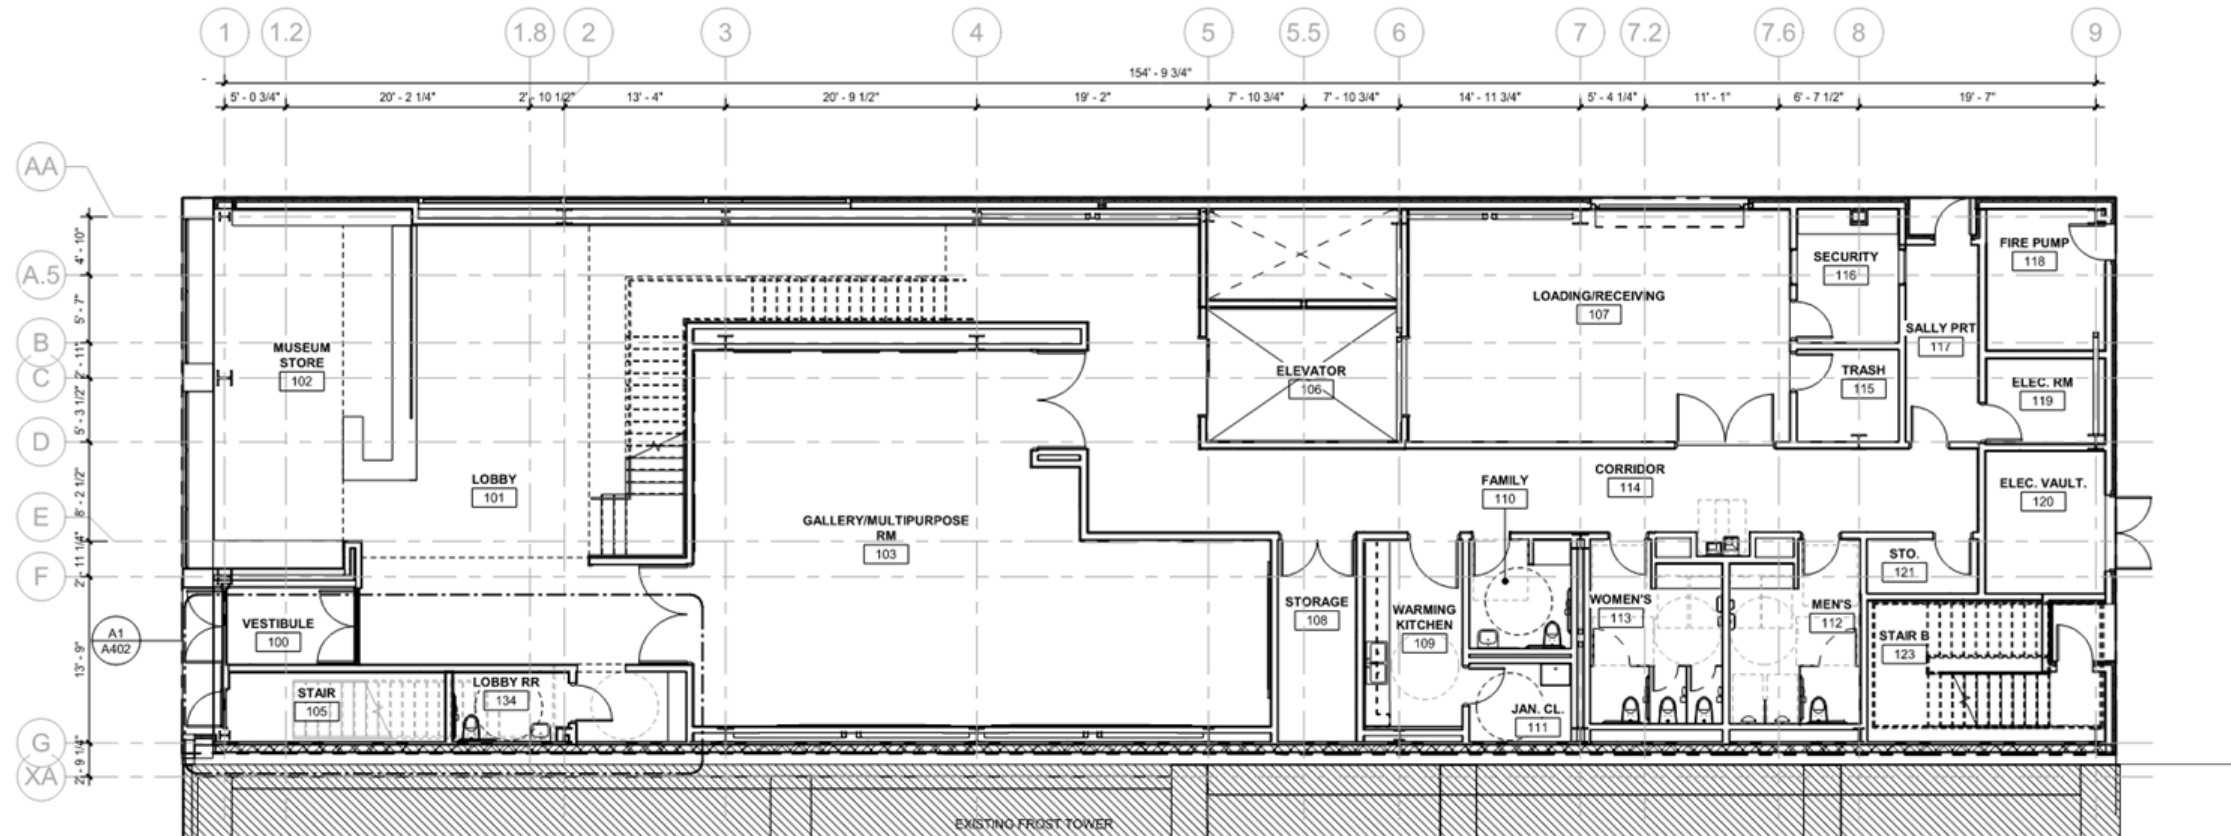 1 1.2 1.8 2 3 4 5 5.5 6 7 7.2 7.6 8 9
154' - 9 3/4"
5' - 0 3/4" 20' - 2 1/4" 2' - 10 1/2" 13' - 4" 20' - 9 1/2" 19' - 2" 7' - 10 3/4" 7' - 10 3/4" 14' - 11 3/4" 5' - 4 1/4" 11' - 1" 6' - 7 1/2" 19' - 7"
AA
4' - 10"
A.5
5' - 7"
B
2' - 11"
C
5' - 3 1/2"
D
8' - 2 1/2"
E
2' - 11 1/4"
F
13' - 9"
G
2' - 9 1/4"
XA
A1
A402
MUSEUM
STORE
102
LOBBY
101
VESTIBULE
100
STAIR
105
LOBBY RR
134
GALLERY/MULTIPURPOSE
RM
103
ELEVATOR
106
LOADING/RECEIVING
107
SECURITY
116
TRASH
115
SALLY PRT
117
FIRE PUMP
118
ELEC. RM
119
ELEC. VAULT.
120
CORRIDOR
114
FAMILY
110
STORAGE
108
WARMING
KITCHEN
109
JAN. CL.
111
WOMEN'S
113
MEN'S
112
STO.
121
STAIR B
123
EXISTING FROST TOWER